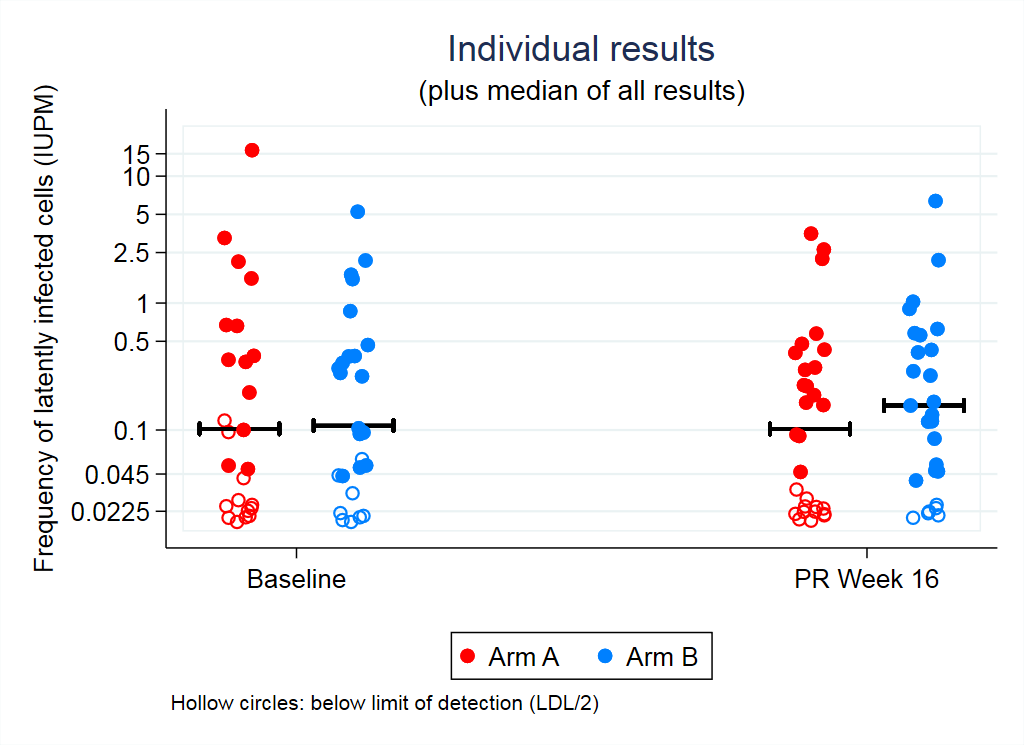 Individual results
(plus median of all results)
Frequency of latently infected cells (IUPM)
15
10
5
2.5
1
0.5
0.1
0.045
0.0225
Baseline
PR Week 16
Arm A
Arm B
Hollow circles: below limit of detection (LDL/2)